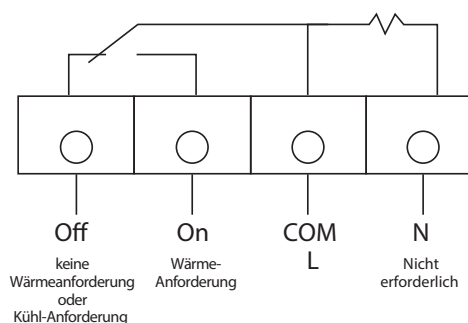 Off
keine
Wärmeanforderung
oder
Kühl-Anforderung
On
Wärme-
Anforderung
COM
L
N
Nicht
erforderlich